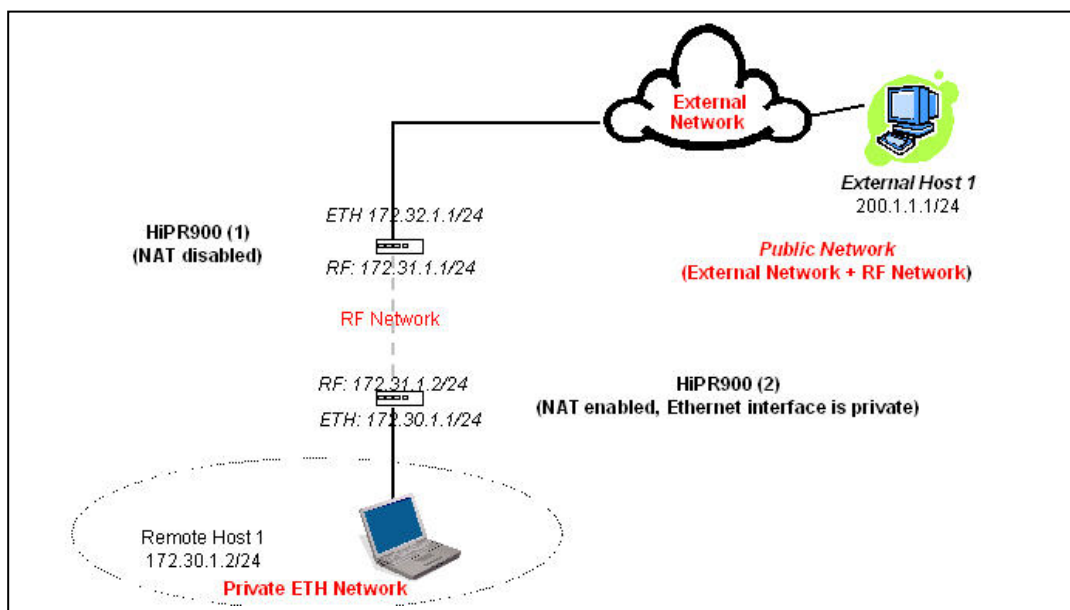 External
Network
External Host 1
200.1.1.1/24
ETH 172.32.1.1/24
HiPR900 (1)
(NAT disabled)
RF: 172.31.1.1/24
Public Network
(External Network + RF Network)
RF Network
RF: 172.31.1.2/24
ETH: 172.30.1.1/24
HiPR900 (2)
(NAT enabled, Ethernet interface is private)
Remote Host 1
172.30.1.2/24
Private ETH Network